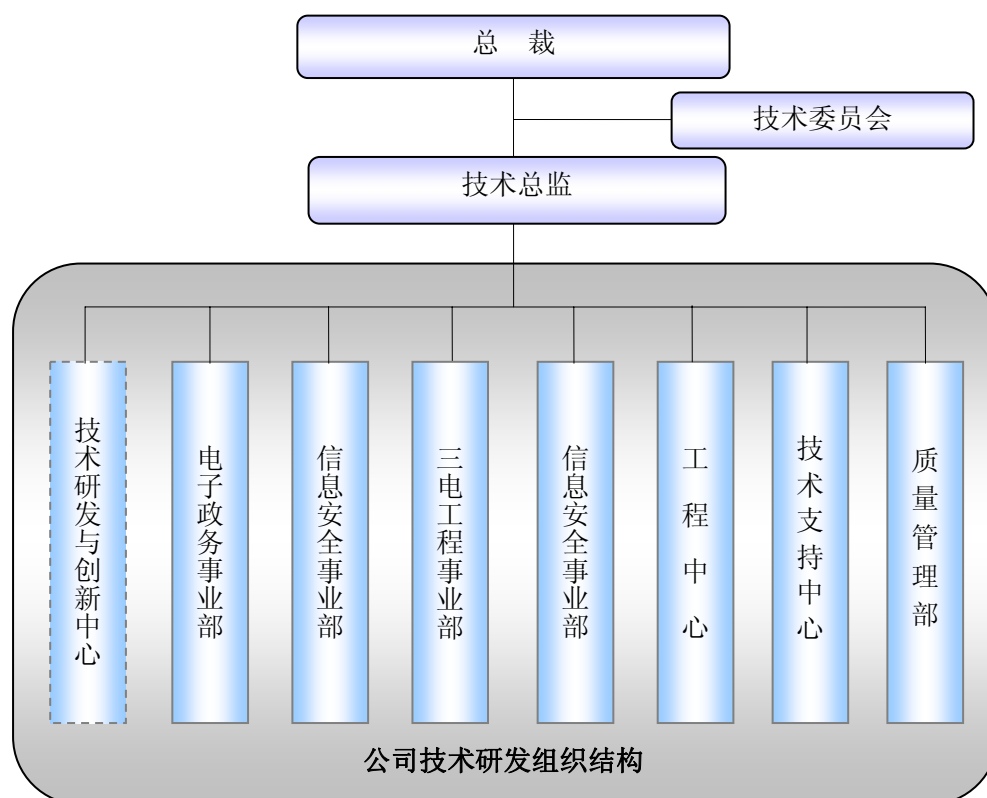 总 裁
技术委员会
技术总监
技术研发与创新中心
电子政务事业部
信息安全事业部
三电工程事业部
信息安全事业部
工程中心
技术支持中心
质量管理部
公司技术研发组织结构